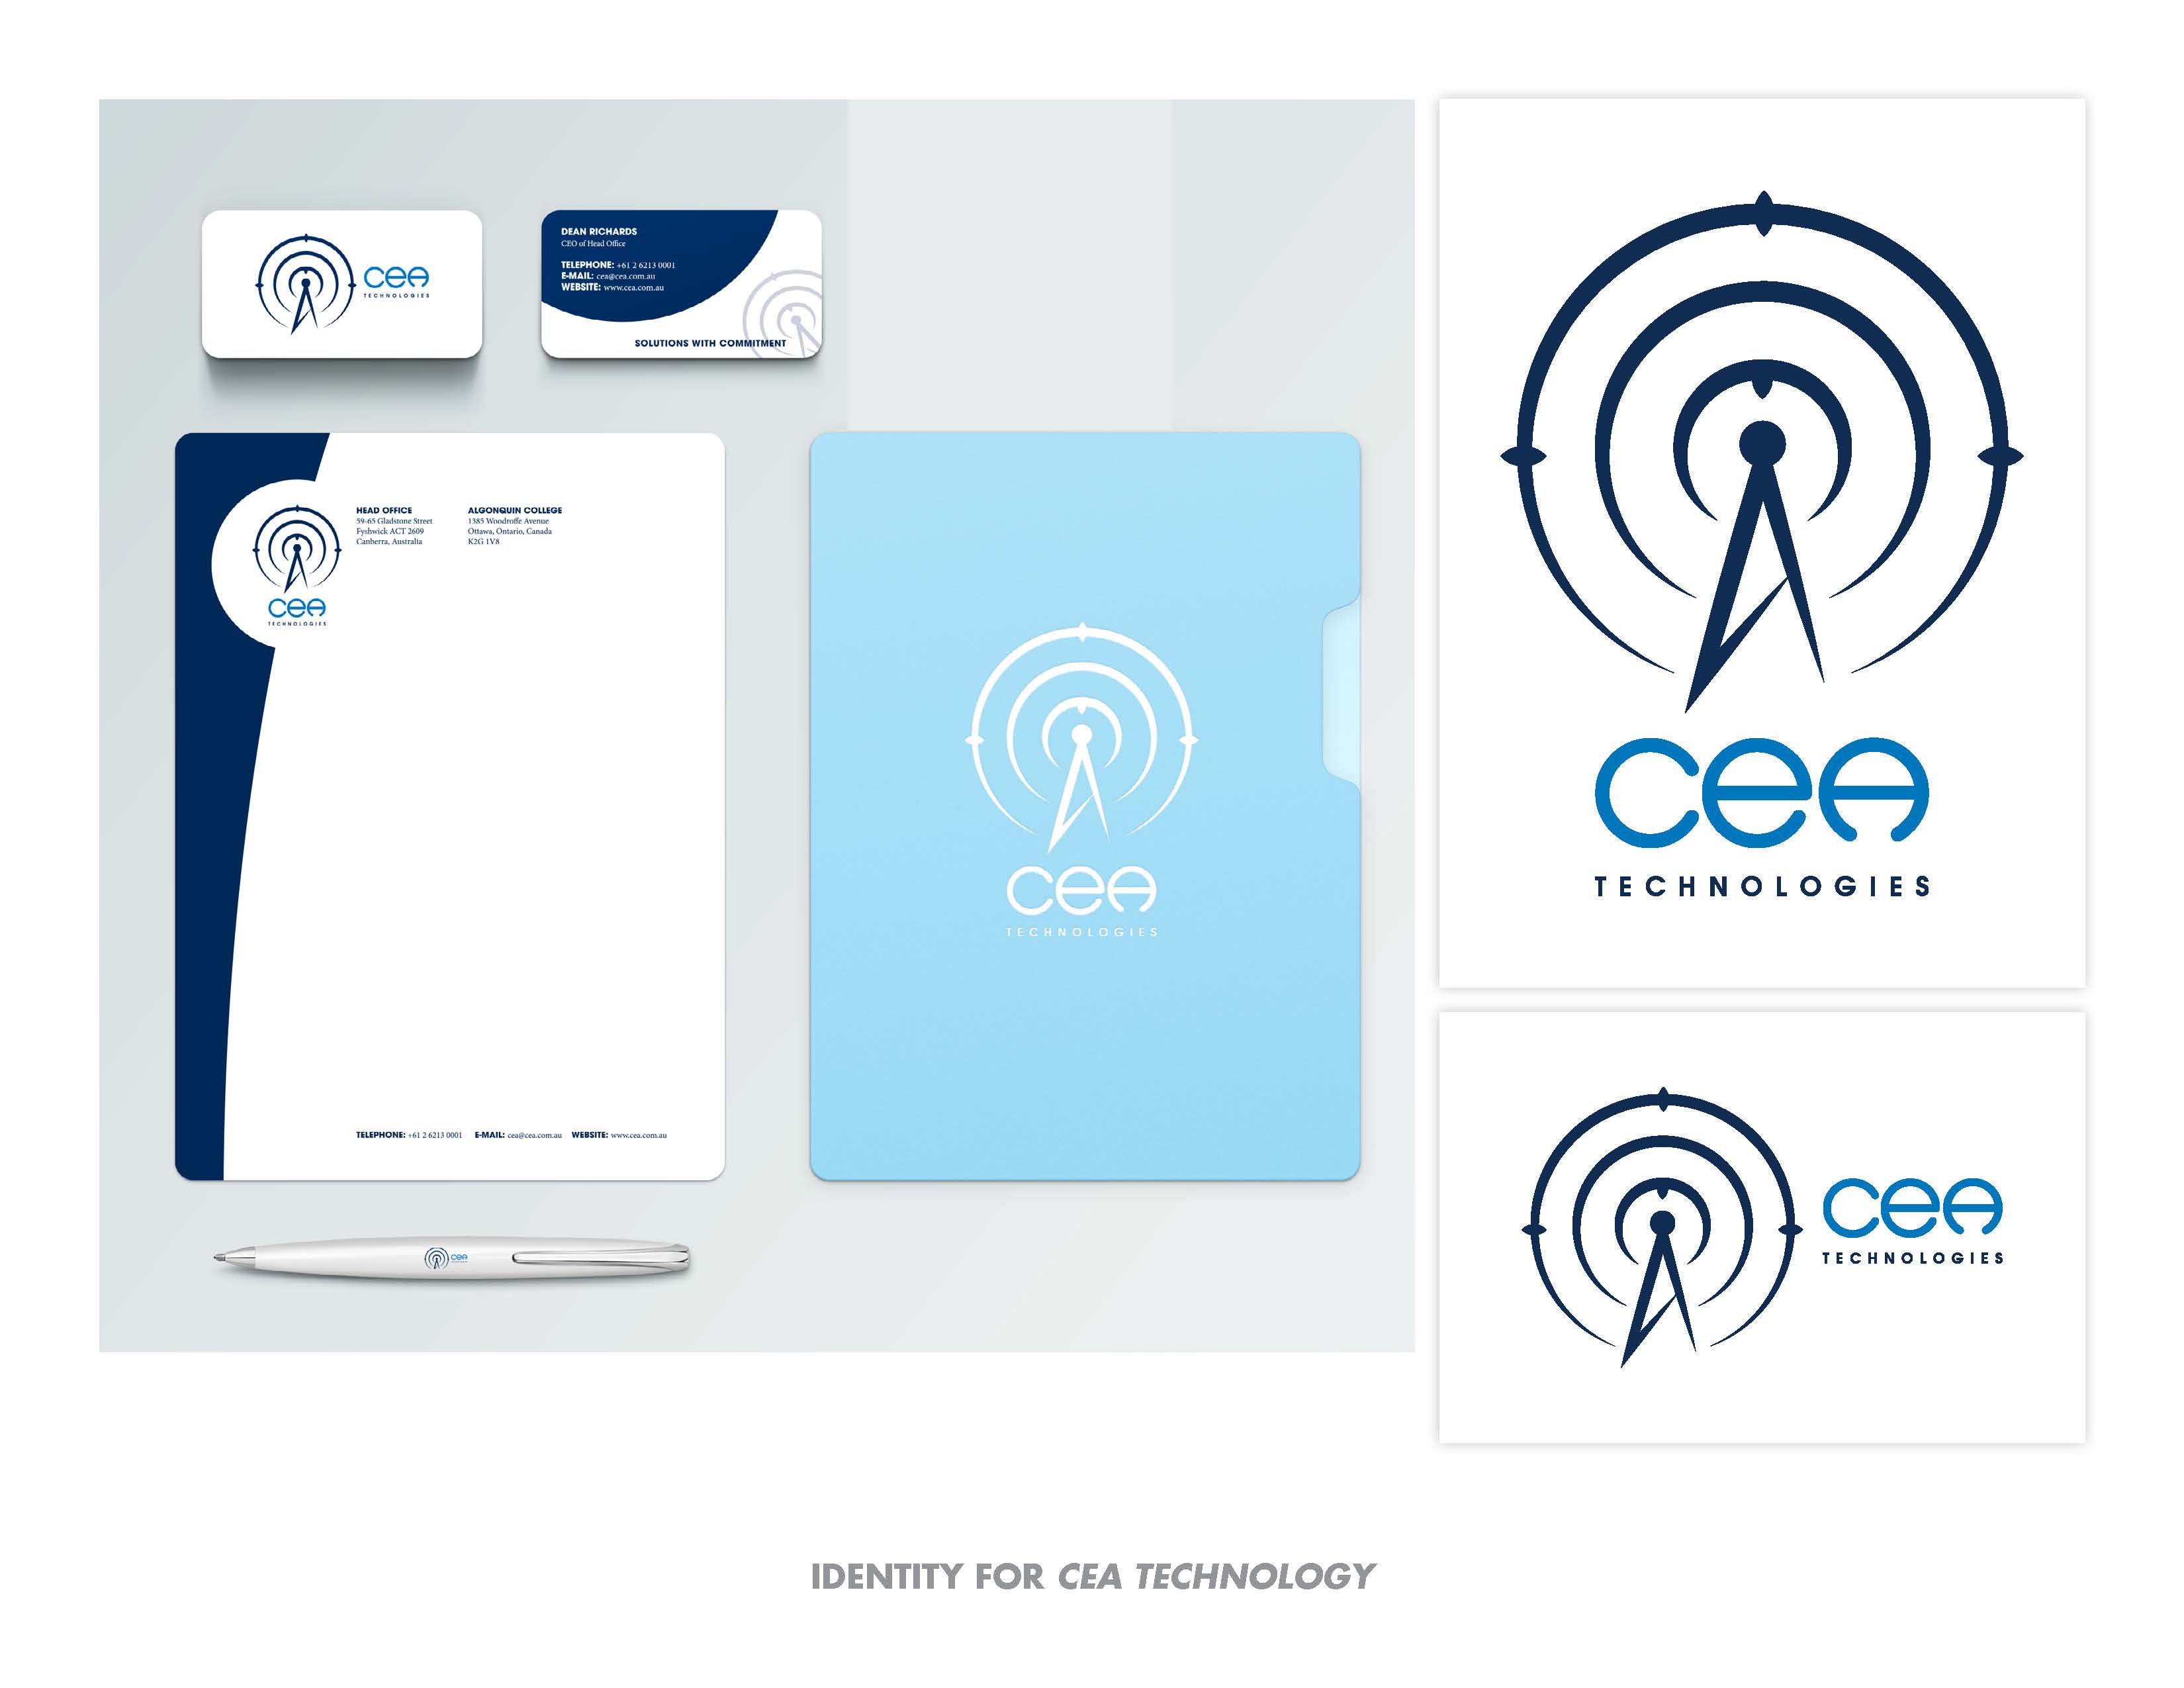 cea
TECHNOLOGIES
DEAN RICHARDS
CEO of Head Office
TELEPHONE: +61 2 6213 0001
E-MAIL: cea@cea.com.au
WEBSITE: www.cea.com.au
SOLUTIONS WITH COMMITMENT
HEAD OFFICE
59-65 Gladstone Street
Fyshwick ACT 2609
Canberra, Australia
ALGONQUIN COLLEGE
1385 Woodroffe Avenue
Ottawa, Ontario, Canada
K2G 1V8
cea
TECHNOLOGIES
TELEPHONE: +61 2 6213 0001 E-MAIL: cea@cea.com.au WEBSITE: www.cea.com.au
cea
TECHNOLOGIES
cea
cea
TECHNOLOGIES
cea
TECHNOLOGIES
IDENTITY FOR CEA TECHNOLOGY